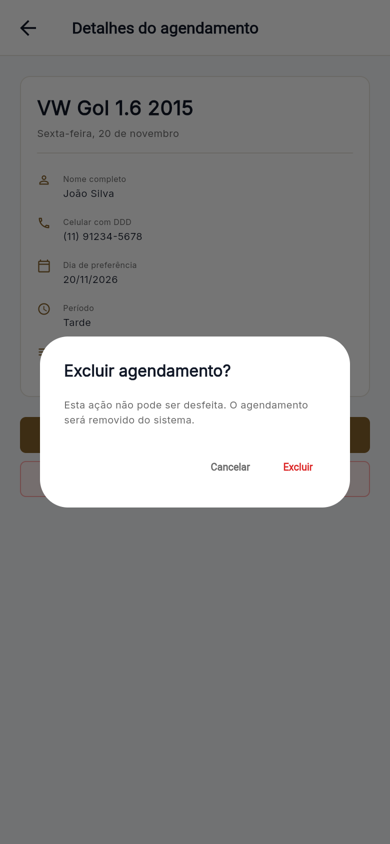 Detalhes do agendamento
VW Gol 1.6 2015
Sexta-feira, 20 de novembro
Nome completo
João Silva
Celular com DDD
(11) 91234-5678
Dia de preferência
20/11/2026
Período
Tarde
Excluir agendamento?
Esta ação não pode ser desfeita. O agendamento
será removido do sistema.
Cancelar
Excluir